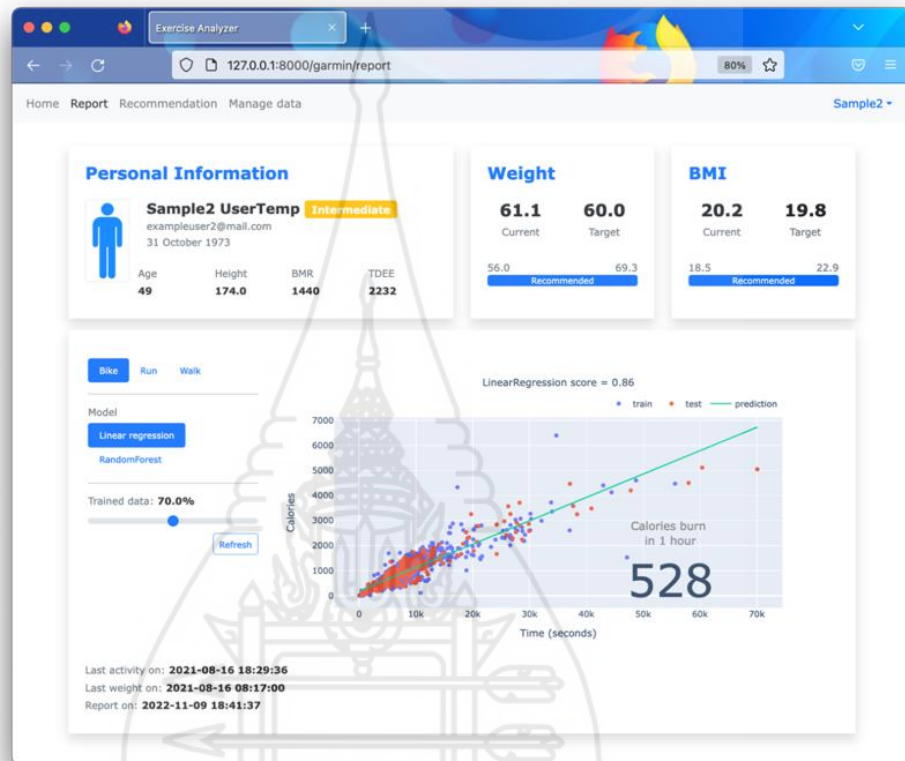 Exercise Analyzer
127.0.0.1:8000/garmin/report
80%
Home Report Recommendation Manage data
Sample2
Personal Information
Sample2 UserTemp Intermediate
exampleuser2@mail.com
31 October 1973
Age Height BMR TDEE
49 174.0 1440 2232
Weight
61.1 60.0
Current Target
56.0 69.3
Recommended
BMI
20.2 19.8
Current Target
18.5 22.9
Recommended
Bike Run Walk
Model
Linear regression
RandomForest
Trained data: 70.0%
Refresh
LinearRegression score = 0.86
train test prediction
Calories
7000
6000
5000
4000
3000
2000
1000
0
0 10k 20k 30k 40k 50k 60k 70k
Time (seconds)
Calories burn
in 1 hour
528
Last activity on: 2021-08-16 18:29:36
Last weight on: 2021-08-16 08:17:00
Report on: 2022-11-09 18:41:37